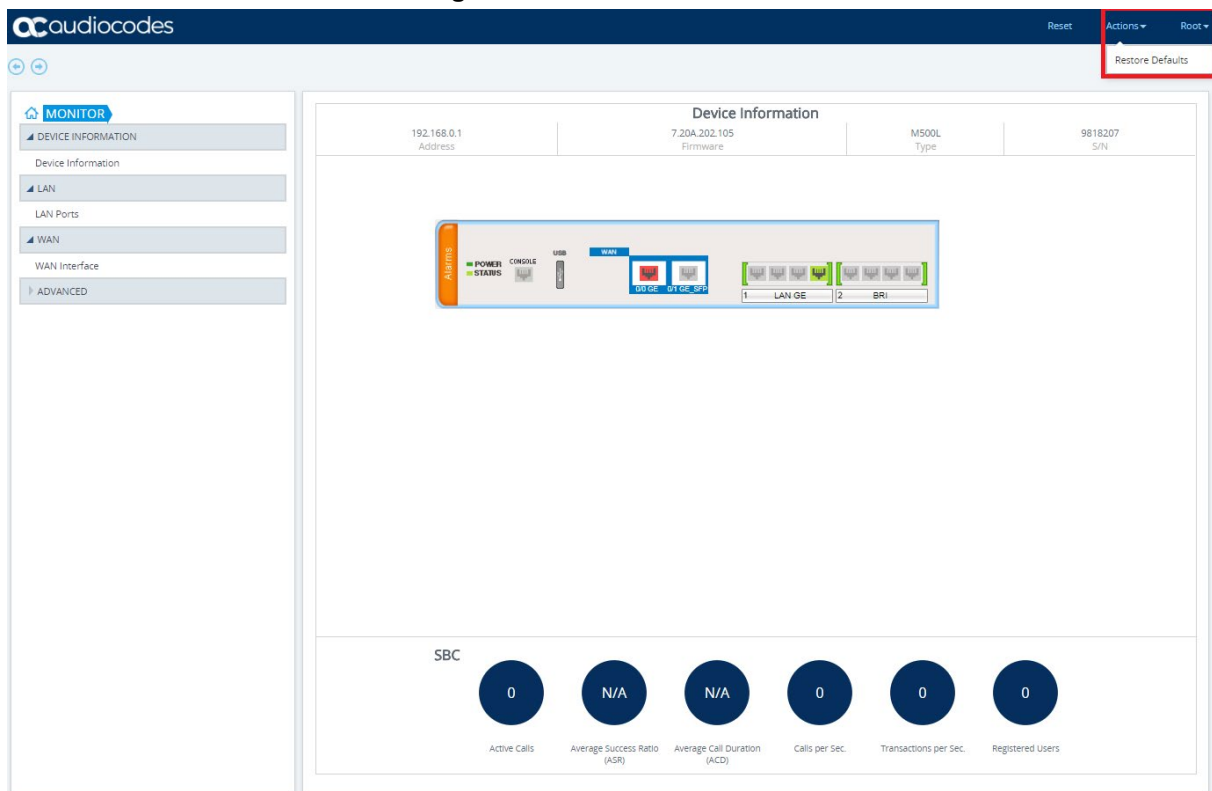 audiocodes
Reset Actions Root
Restore Defaults
MONITOR
DEVICE INFORMATION
Device Information
LAN
LAN Ports
WAN
WAN Interface
ADVANCED
Device Information
192.168.0.1 7.20A.202.105 M500L 9818207
Address Firmware Type S/N
Alarms
POWER
STATUS
CONSOLE
USB
WAN
0/0 GE 0/1 GE_SFP
1 LAN GE 2 BRI
SBC
0 N/A N/A 0 0 0
Active Calls Average Success Ratio Average Call Duration Calls per Sec. Transactions per Sec. Registered Users
(ASR) (ACD)